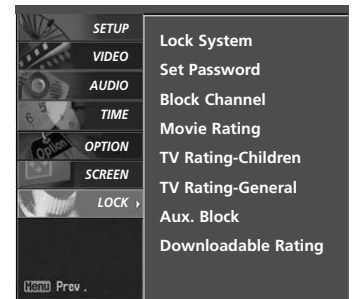 SETUP
VIDEO
AUDIO
TIME
OPTION
SCREEN
LOCK
Menu Prev.
Lock System
Set Password
Block Channel
Movie Rating
TV Rating-Children
TV Rating-General
Aux. Block
Downloadable Rating